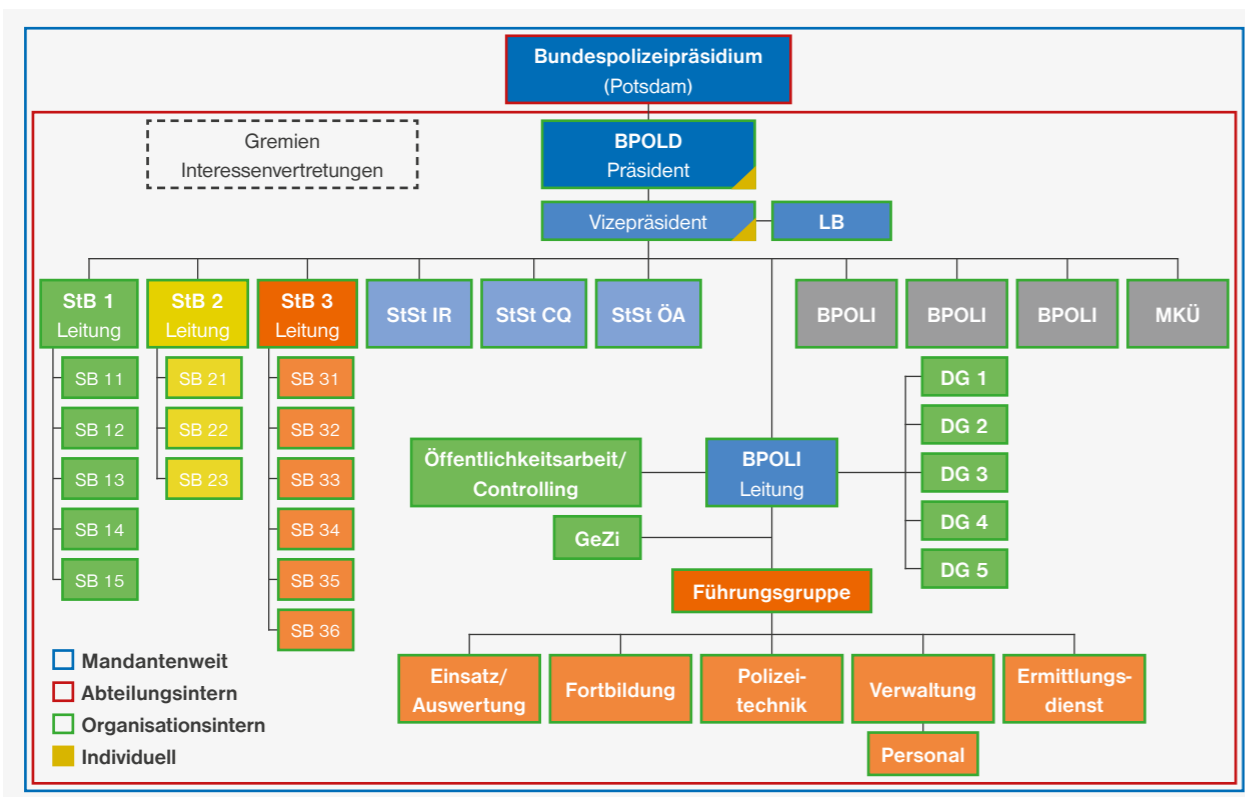 Bundespolizeipräsidium
(Potsdam)
Gremien
Interessenvertretungen
BPOLD
Präsident
Vizepräsident
LB
StB 1
Leitung
StB 2
Leitung
StB 3
Leitung
StSt IR
StSt CQ
StSt ÖA
BPOLI
BPOLI
BPOLI
MKÜ
SB 11
SB 12
SB 13
SB 14
SB 15
SB 21
SB 22
SB 23
SB 31
SB 32
SB 33
SB 34
SB 35
SB 36
Öffentlichkeitsarbeit/
Controlling
BPOLI
Leitung
GeZi
DG 1
DG 2
DG 3
DG 4
DG 5
Führungsgruppe
Einsatz/
Auswertung
Fortbildung
Polizei-
technik
Verwaltung
Ermittlungs-
dienst
Personal
Mandantenweit
Abteilungsintern
Organisationsintern
Individuell